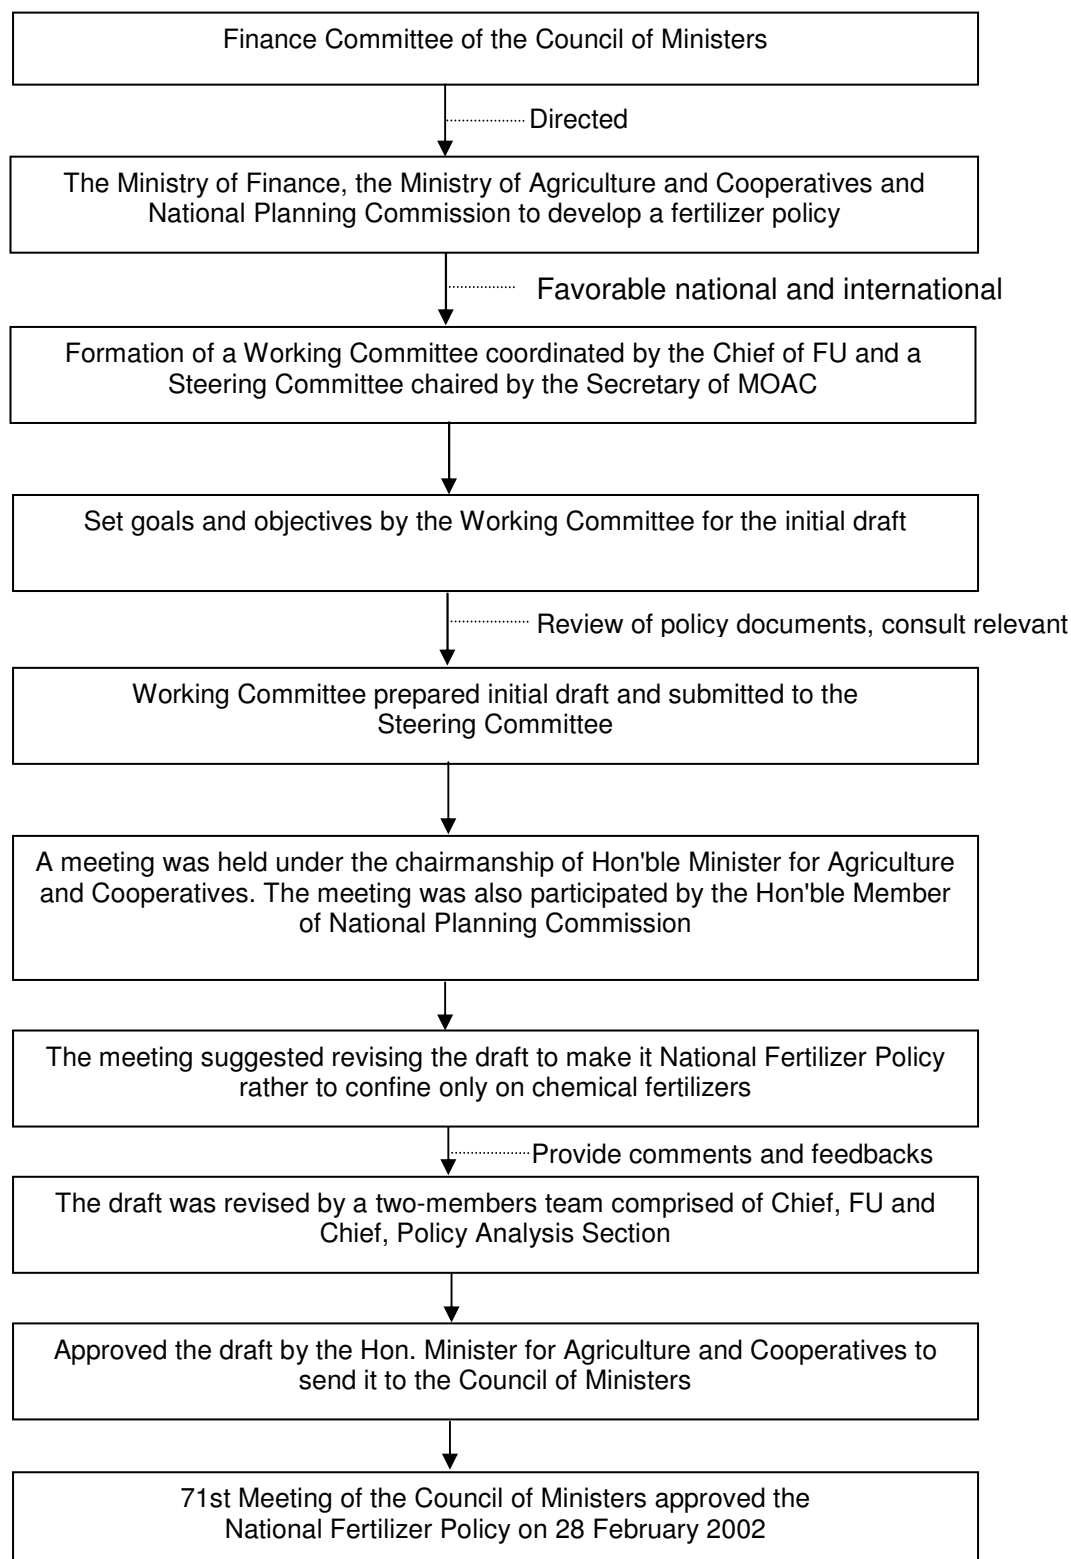 Finance Committee of the Council of Ministers
Directed
The Ministry of Finance, the Ministry of Agriculture and Cooperatives and
National Planning Commission to develop a fertilizer policy
Favorable national and international
Formation of a Working Committee coordinated by the Chief of FU and a
Steering Committee chaired by the Secretary of MOAC
Set goals and objectives by the Working Committee for the initial draft
Review of policy documents, consult relevant
Working Committee prepared initial draft and submitted to the
Steering Committee
A meeting was held under the chairmanship of Hon'ble Minister for Agriculture
and Cooperatives. The meeting was also participated by the Hon'ble Member
of National Planning Commission
The meeting suggested revising the draft to make it National Fertilizer Policy
rather to confine only on chemical fertilizers
Provide comments and feedbacks
The draft was revised by a two-members team comprised of Chief, FU and
Chief, Policy Analysis Section
Approved the draft by the Hon. Minister for Agriculture and Cooperatives to
send it to the Council of Ministers
71st Meeting of the Council of Ministers approved the
National Fertilizer Policy on 28 February 2002